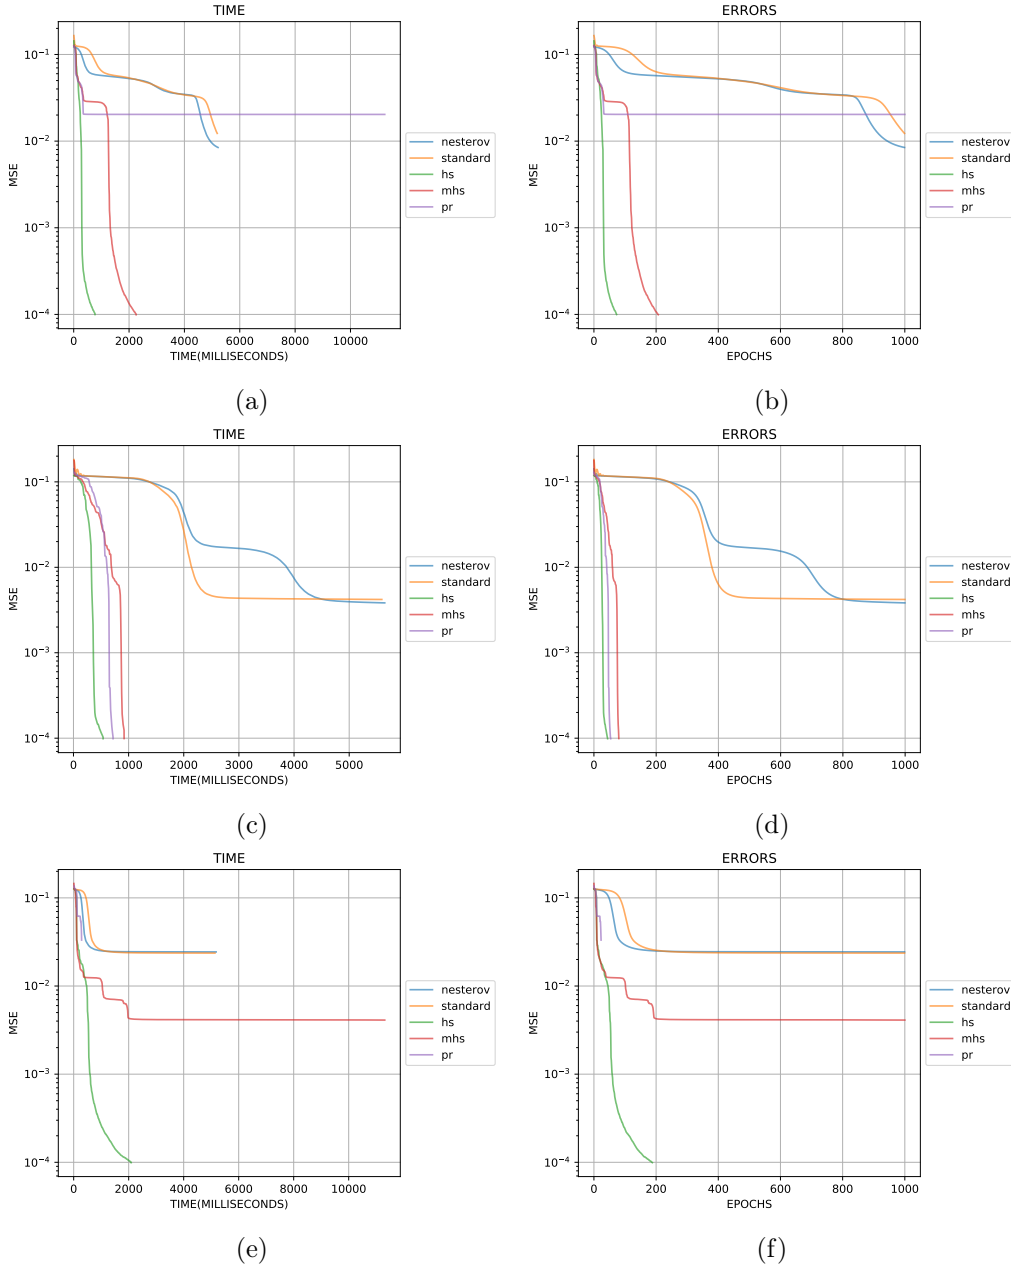 TIME
MSE
10⁻¹
10⁻²
10⁻³
10⁻⁴
0 2000 4000 6000 8000 10000
TIME(MILLISECONDS)
nesterov
standard
hs
mhs
pr
(a)
ERRORS
MSE
10⁻¹
10⁻²
10⁻³
10⁻⁴
0 200 400 600 800 1000
EPOCHS
nesterov
standard
hs
mhs
pr
(b)
TIME
MSE
10⁻¹
10⁻²
10⁻³
10⁻⁴
0 1000 2000 3000 4000 5000
TIME(MILLISECONDS)
nesterov
standard
hs
mhs
pr
(c)
ERRORS
MSE
10⁻¹
10⁻²
10⁻³
10⁻⁴
0 200 400 600 800 1000
EPOCHS
nesterov
standard
hs
mhs
pr
(d)
TIME
MSE
10⁻¹
10⁻²
10⁻³
10⁻⁴
0 2000 4000 6000 8000 10000
TIME(MILLISECONDS)
nesterov
standard
hs
mhs
pr
(e)
ERRORS
MSE
10⁻¹
10⁻²
10⁻³
10⁻⁴
0 200 400 600 800 1000
EPOCHS
nesterov
standard
hs
mhs
pr
(f)